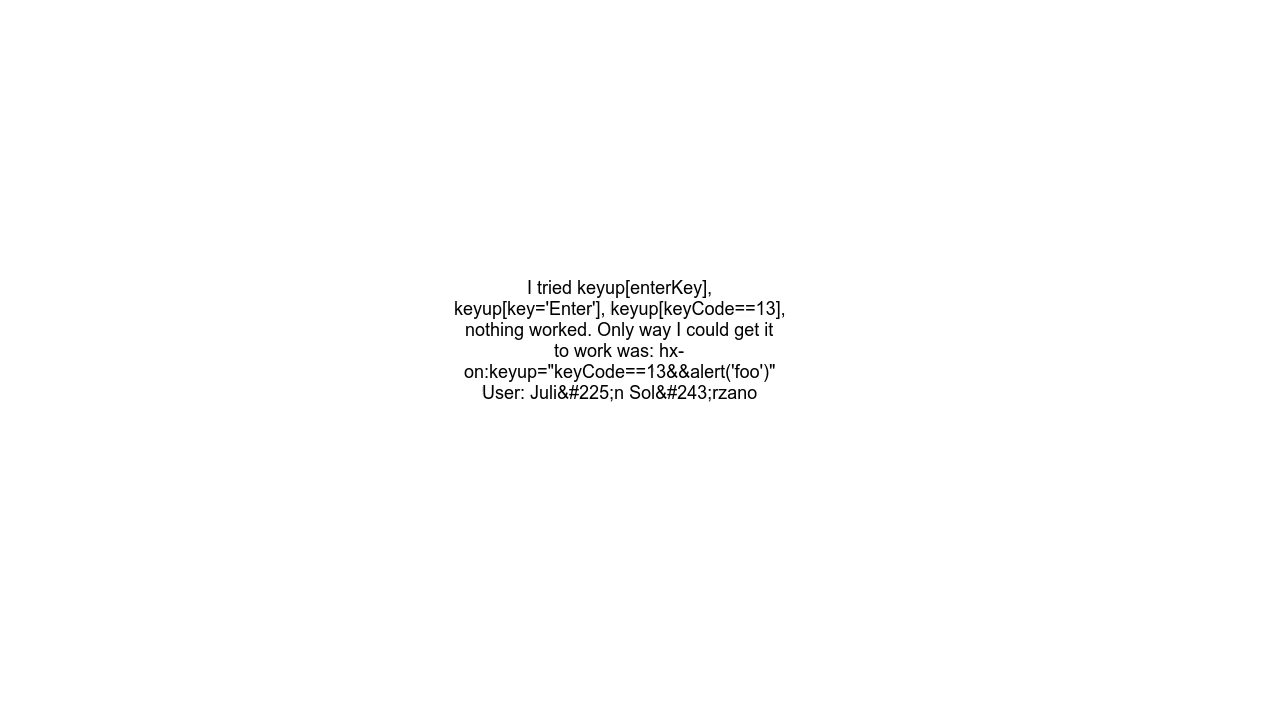 I tried keyup[enterKey],
keyup[key='Enter'], keyup[keyCode==13],
nothing worked. Only way I could get it
to work was: hx-
on:keyup="keyCode==13&&alert('foo')"
User: Juli&#225;n Sol&#243;rzano